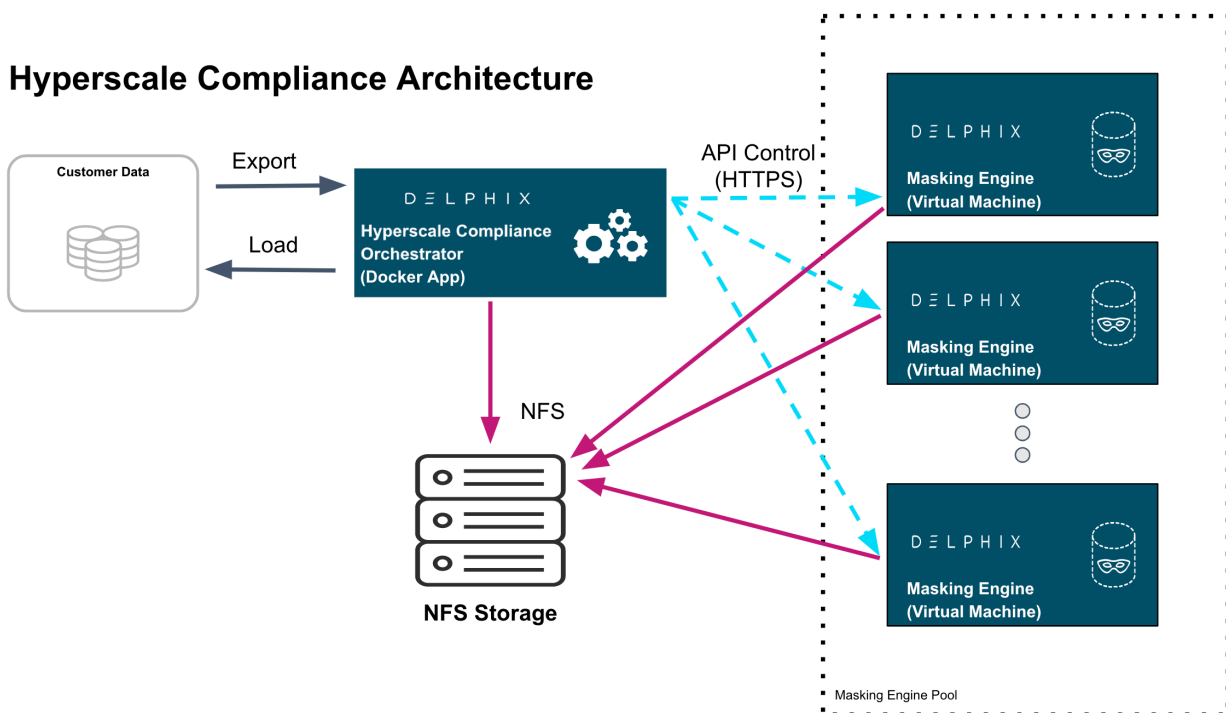 Hyperscale Compliance Architecture
Customer Data
Export
Load
DELPHIX
Hyperscale Compliance
Orchestrator
(Docker App)
API Control
(HTTPS)
NFS
NFS Storage
DELPHIX
Masking Engine
(Virtual Machine)
DELPHIX
Masking Engine
(Virtual Machine)
DELPHIX
Masking Engine
(Virtual Machine)
Masking Engine Pool